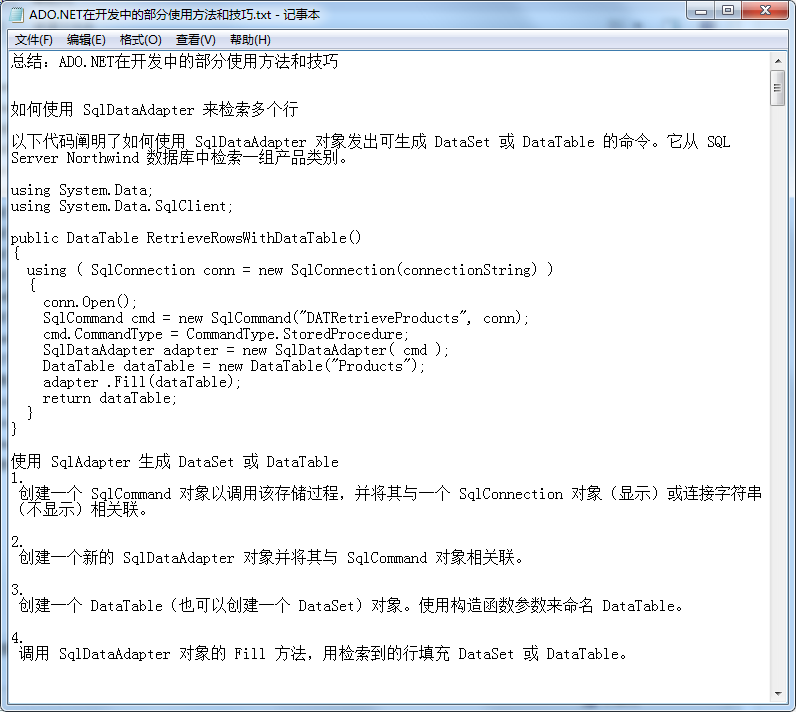 ADO.NET在开发中的部分使用方法和技巧.txt - 记事本
文件(F) 编辑(E) 格式(O) 查看(V) 帮助(H)
总结：ADO.NET在开发中的部分使用方法和技巧
如何使用 SqlDataAdapter 来检索多个行
以下代码阐明了如何使用 SqlDataAdapter 对象发出可生成 DataSet 或 DataTable 的命令。它从 SQL
Server Northwind 数据库中检索一组产品类别。
using System.Data;
using System.Data.SqlClient;
public DataTable RetrieveRowsWithDataTable()
{
  using ( SqlConnection conn = new SqlConnection(connectionString) )
  {
    conn.Open();
    SqlCommand cmd = new SqlCommand("DATRetrieveProducts", conn);
    cmd.CommandType = CommandType.StoredProcedure;
    SqlDataAdapter adapter = new SqlDataAdapter( cmd );
    DataTable dataTable = new DataTable("Products");
    adapter .Fill(dataTable);
    return dataTable;
  }
}
使用 SqlAdapter 生成 DataSet 或 DataTable
1.
 创建一个 SqlCommand 对象以调用该存储过程，并将其与一个 SqlConnection 对象（显示）或连接字符串
（不显示）相关联。
2.
 创建一个新的 SqlDataAdapter 对象并将其与 SqlCommand 对象相关联。
3.
 创建一个 DataTable（也可以创建一个 DataSet）对象。使用构造函数参数来命名 DataTable。
4.
 调用 SqlDataAdapter 对象的 Fill 方法，用检索到的行填充 DataSet 或 DataTable。